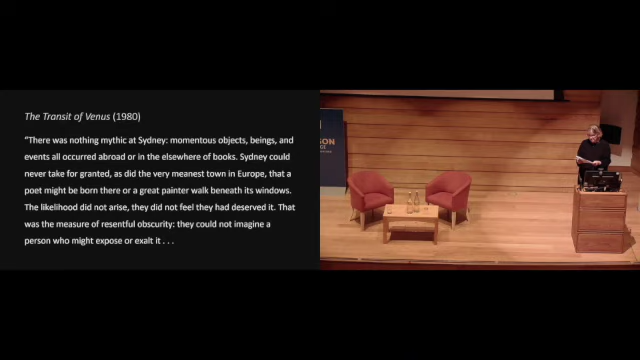 The Transit of Venus (1980)
“There was nothing mythic at Sydney: momentous objects, beings, and
events all occurred abroad or in the elsewhere of books. Sydney could
never take for granted, as did the very meanest town in Europe, that a
poet might be born there or a great painter walk beneath its windows.
The likelihood did not arise, they did not feel they had deserved it. That
was the measure of resentful obscurity: they could not imagine a
person who might expose or exalt it . . .